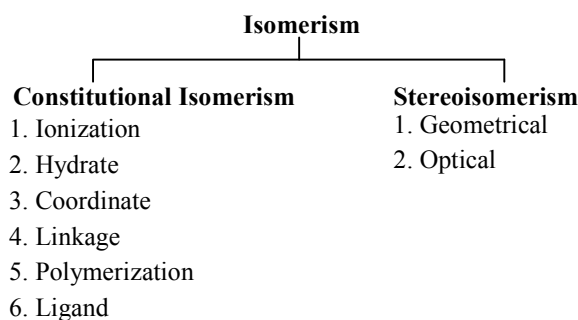 Isomerism
Constitutional Isomerism
1. Ionization
2. Hydrate
3. Coordinate
4. Linkage
5. Polymerization
6. Ligand
Stereoisomerism
1. Geometrical
2. Optical